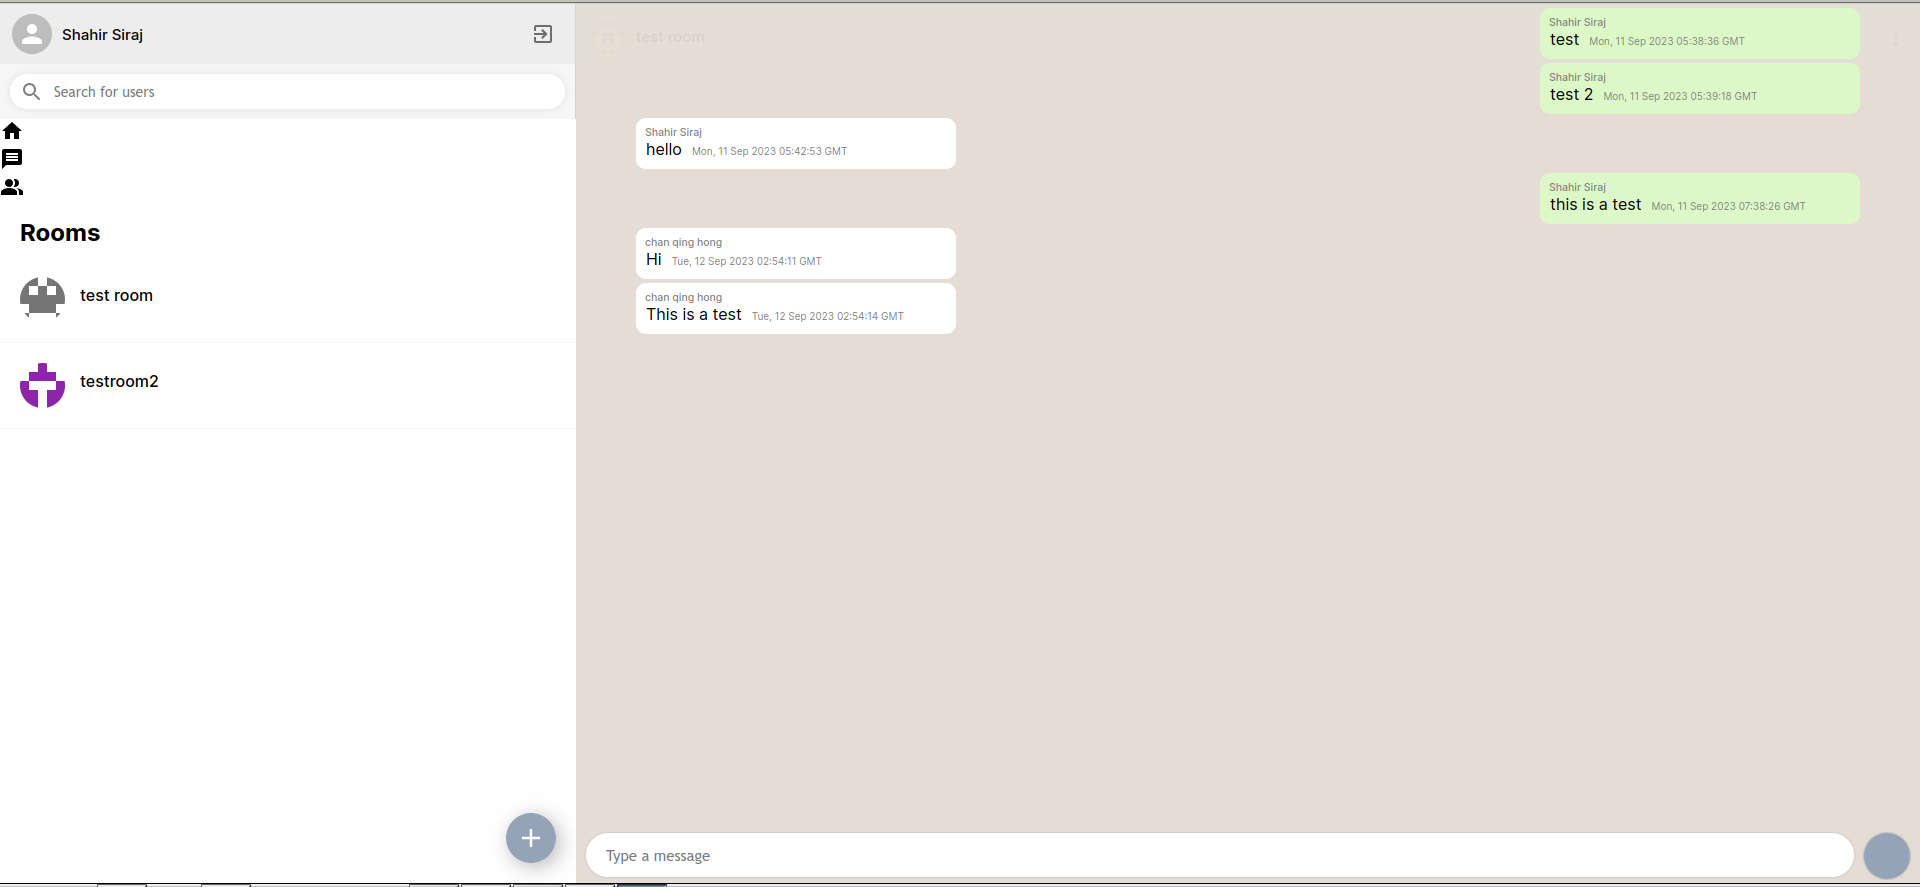 Shahir Siraj
Search for users
Rooms
test room
testroom2
test room
Shahir Siraj
test Mon, 11 Sep 2023 05:38:36 GMT
Shahir Siraj
test 2 Mon, 11 Sep 2023 05:39:18 GMT
Shahir Siraj
hello Mon, 11 Sep 2023 05:42:53 GMT
Shahir Siraj
this is a test Mon, 11 Sep 2023 07:38:26 GMT
chan qing hong
Hi Tue, 12 Sep 2023 02:54:11 GMT
chan qing hong
This is a test Tue, 12 Sep 2023 02:54:14 GMT
Type a message